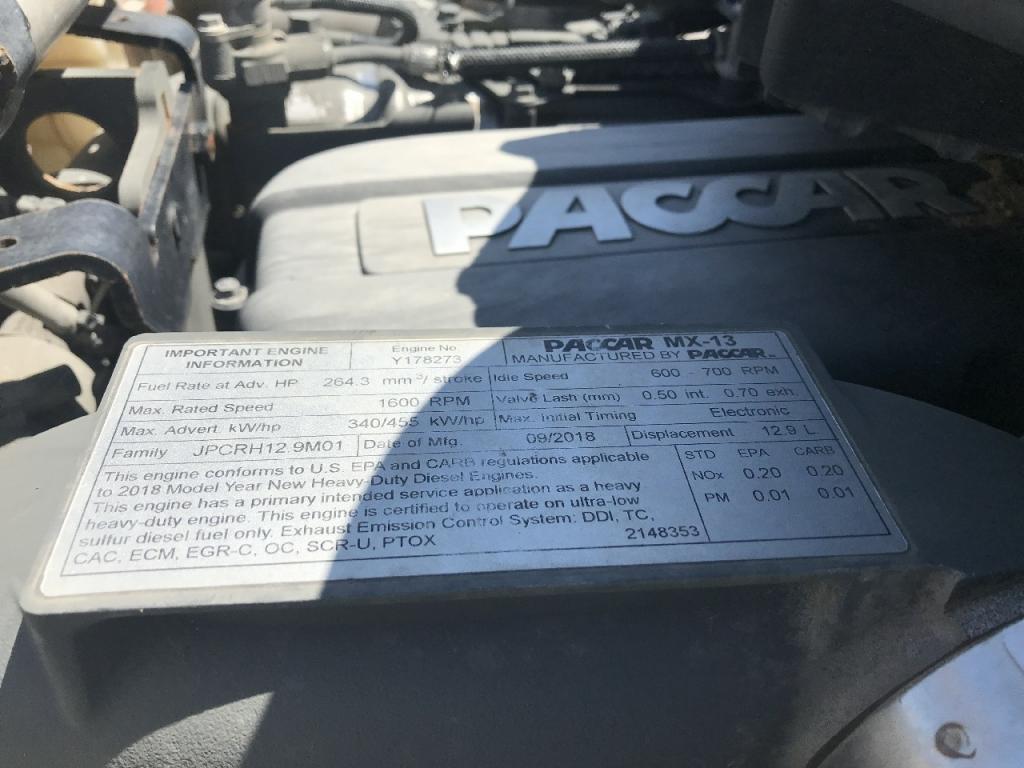 PACCAR
IMPORTANT ENGINE INFORMATION
Engine No. Y178273
PACCAR MX-13
MANUFACTURED BY PACCAR INC.
Fuel Rate at Adv. HP 264.3 mm³/stroke
Idle Speed 600 - 700 RPM
Max. Rated Speed 1600 RPM
Valve Lash (mm) 0.50 int. 0.70 exh.
Max. Advert. kW/hp 340/455 kW/hp
Max. Initial Timing Electronic
Family JPCRH12.9M01
Date of Mfg. 09/2018
Displacement 12.9 L
This engine conforms to U.S. EPA and CARB regulations applicable
to 2018 Model Year New Heavy-Duty Diesel Engines.
This engine has a primary intended service application as a heavy
heavy-duty engine. This engine is certified to operate on ultra-low
sulfur diesel fuel only. Exhaust Emission Control System: DDI, TC,
CAC, ECM, EGR-C, OC, SCR-U, PTOX
2148353
STD EPA CARB
NOx 0.20 0.20
PM 0.01 0.01